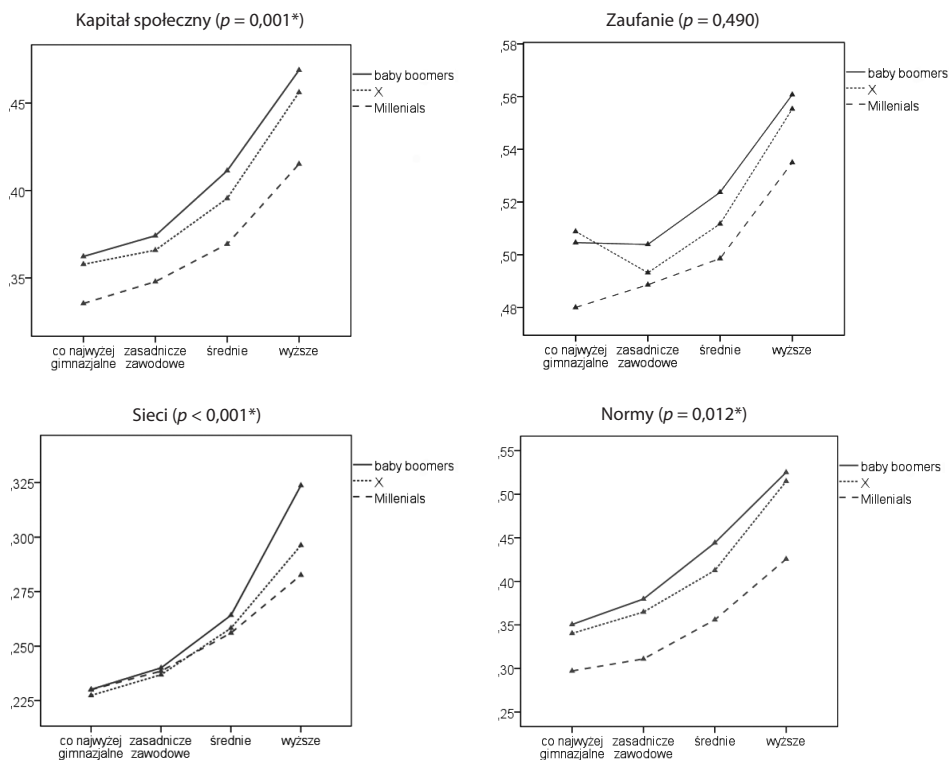 Kapitał społeczny (p = 0,001*)
,45
,40
,35
co najwyżej
gimnazjalne
zasadnicze
zawodowe
średnie
wyższe
baby boomers
X
Millenials
Zaufanie (p = 0,490)
,58
,56
,54
,52
,50
,48
co najwyżej
gimnazjalne
zasadnicze
zawodowe
średnie
wyższe
baby boomers
X
Millenials
Sieci (p < 0,001*)
,325
,300
,275
,250
,225
co najwyżej
gimnazjalne
zasadnicze
zawodowe
średnie
wyższe
baby boomers
X
Millenials
Normy (p = 0,012*)
,55
,50
,45
,40
,35
,30
,25
co najwyżej
gimnazjalne
zasadnicze
zawodowe
średnie
wyższe
baby boomers
X
Millenials